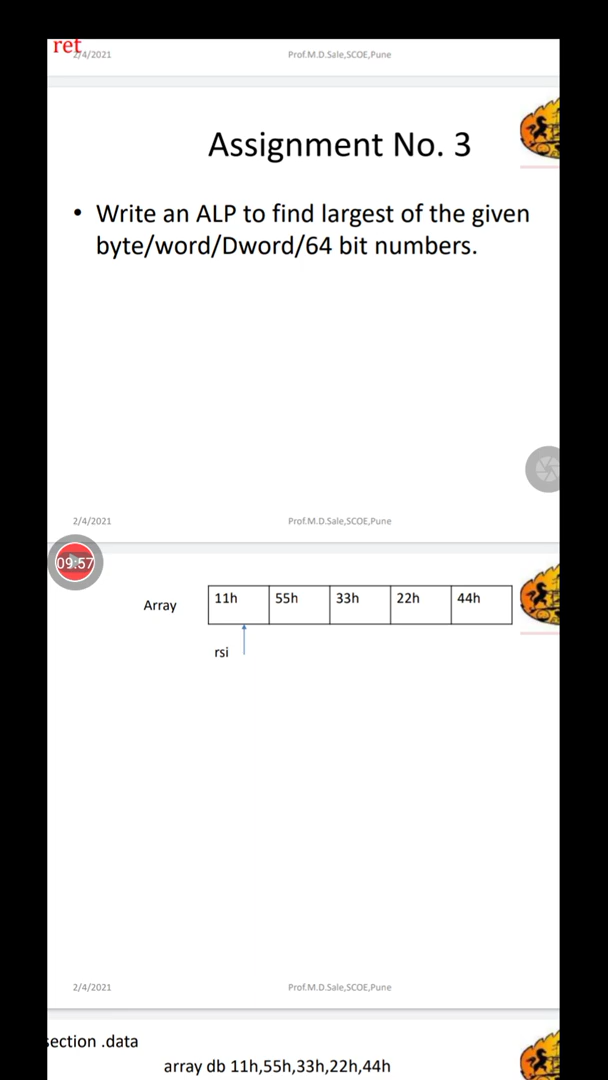 ret
2/4/2021 Prof.M.D.Sale,SCOE,Pune
Assignment No. 3
• Write an ALP to find largest of the given
byte/word/Dword/64 bit numbers.
2/4/2021 Prof.M.D.Sale,SCOE,Pune
09:57
Array 11h 55h 33h 22h 44h
rsi
2/4/2021 Prof.M.D.Sale,SCOE,Pune
section .data
array db 11h,55h,33h,22h,44h